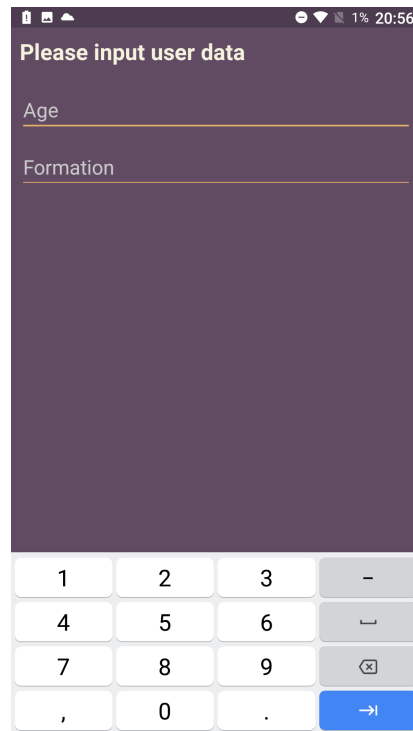 1% 20:56
Please input user data
Age
Formation
1 2 3 -
4 5 6
7 8 9
, 0 .